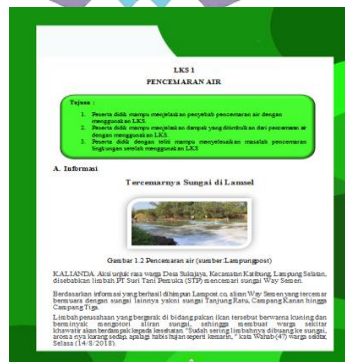 LKS 1
PENCEMARAN AIR
Tujuan :
1. Peserta didik mampu menjelaskan penyebab pencemaran air dengan
menggunakan LKS.
2. Peserta didik mampu menjelaskan dampak yang ditimbulkan dari pencemaran air
dengan menggunakan LKS.
3. Peserta didik dengan teliti mampu menyelesaikan masalah pencemaran
lingkungan setelah menggunakan LKS
A. Informasi
Tercemarnya Sungai di Lamsel
Gambar 1.2 Pencemaran air (sumber:Lampungpost)
KALIANDA. Aksi unjuk rasa warga Desa Sukajaya, Kecamatan Katibung, Lampung Selatan,
disebabkan limbah PT Suri Tani Pemuka (STP) mencemari sungai Way Semen.
Berdasarkan informasi yang berhasil dihimpun Lampost.co, aliran Way Semen yang tercemar
bermuara dengan sungai lainnya yakni sungai Tanjung Ratu, Campang Kanan hingga
Campang Tiga.
Limbah perusahaan yang bergerak di bidang pakan ikan tersebut berwarna kuning dan
berminyak mengotori aliran sungai, sehingga membuat warga sekitar
khawatir akan berdampak kepada kesehatan. "Sudah sering limbahnya dibuang ke sungai,
aroma nya kurang sedap, apalagi habis hujan seperti kemarin, " kata Wartab (47) warga sekitar,
Selasa (14/8/2018).